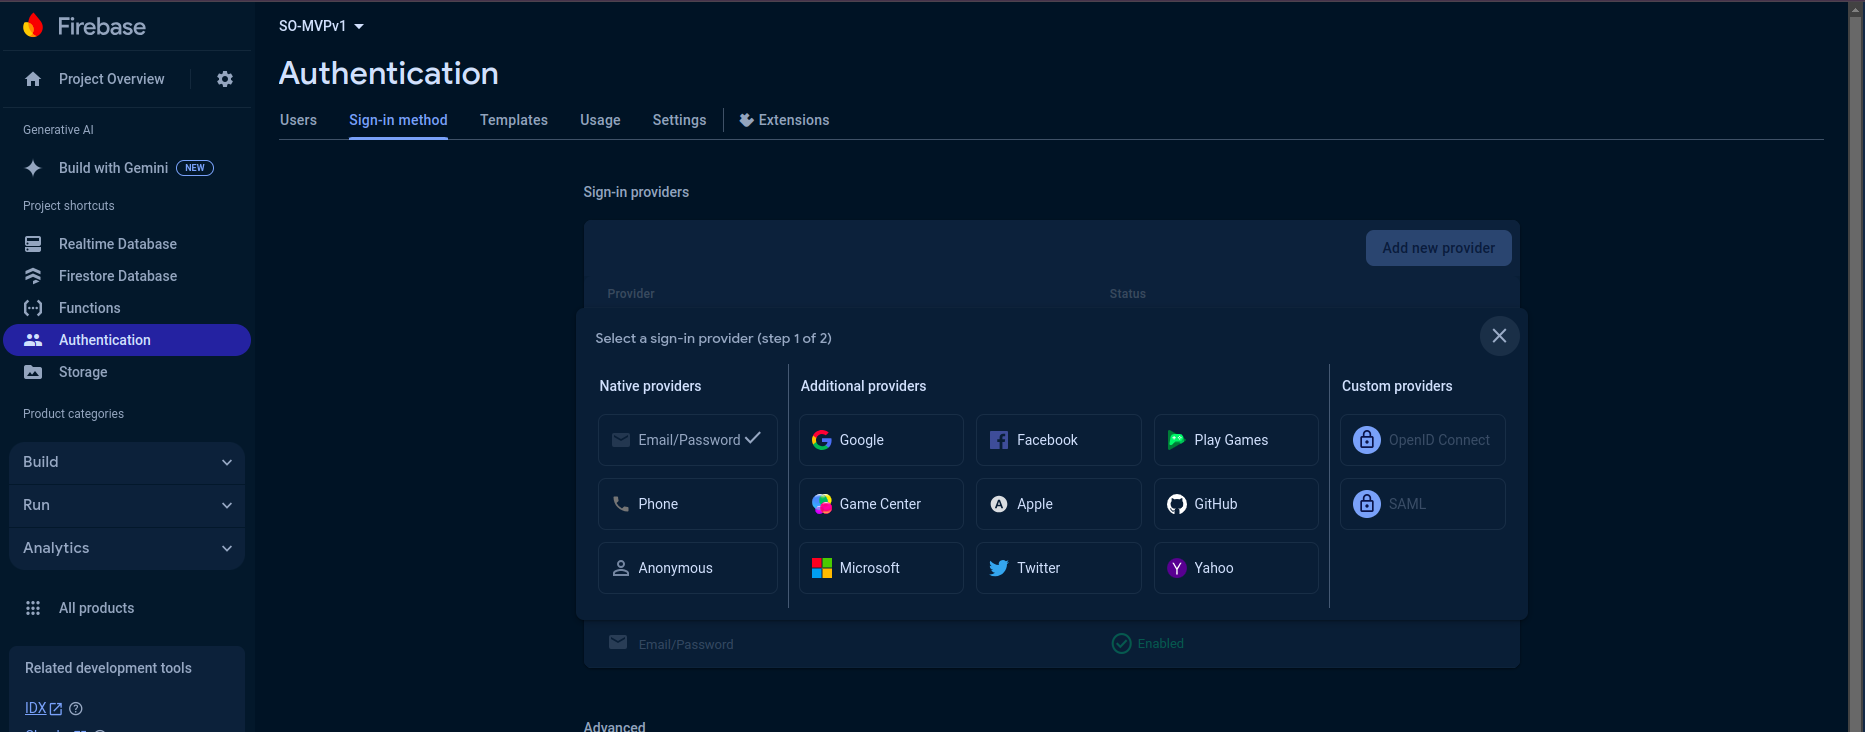 Firebase
SO-MVPv1
Project Overview
Authentication
Users
Sign-in method
Templates
Usage
Settings
Extensions
Generative AI
Build with Gemini
NEW
Project shortcuts
Realtime Database
Firestore Database
Functions
Authentication
Storage
Product categories
Build
Run
Analytics
All products
Related development tools
IDX
Sign-in providers
Add new provider
Provider
Status
Select a sign-in provider (step 1 of 2)
Native providers
Additional providers
Custom providers
Email/Password
Google
Facebook
Play Games
OpenID Connect
Phone
Game Center
Apple
GitHub
SAML
Anonymous
Microsoft
Twitter
Yahoo
Email/Password
Enabled
Advanced